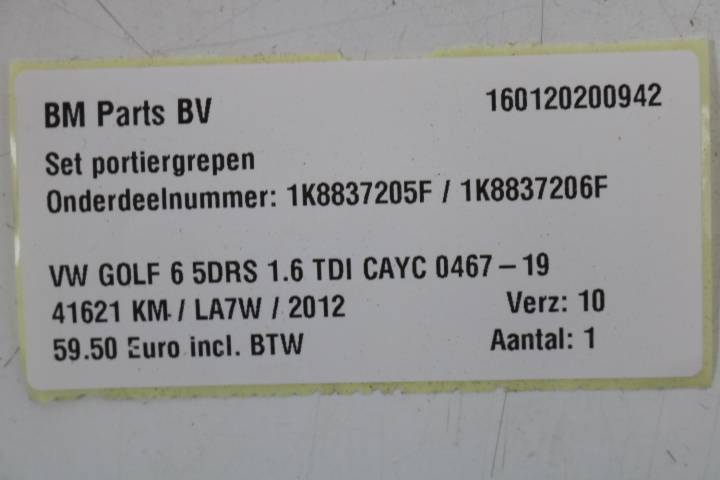 BM Parts BV 160120200942
Set portiergrepen
Onderdeelnummer: 1K8837205F / 1K8837206F
VW GOLF 6 5DRS 1.6 TDI CAYC 0467 – 19
41621 KM / LA7W / 2012 Verz: 10
59.50 Euro incl. BTW Aantal: 1